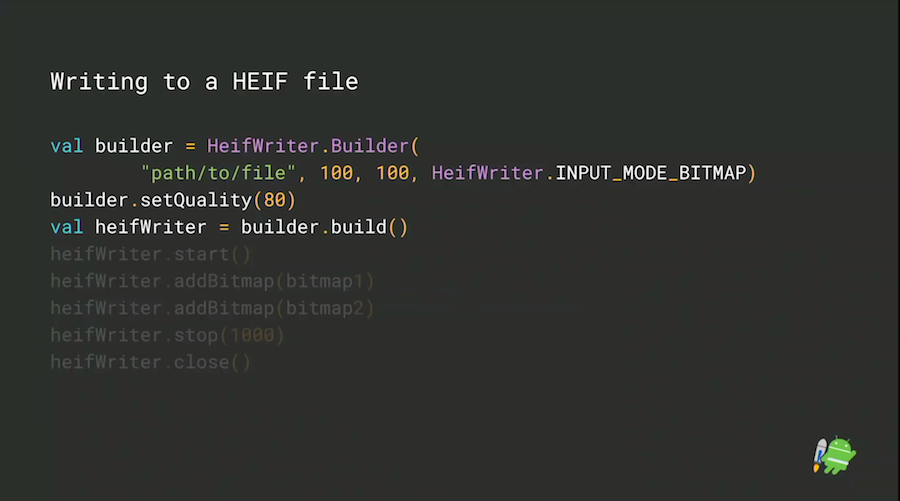 Writing to a HEIF file
val builder = HeifWriter.Builder(
"path/to/file", 100, 100, HeifWriter.INPUT_MODE_BITMAP)
builder.setQuality(80)
val heifWriter = builder.build()
heifWriter.start()
heifWriter.addBitmap(bitmap1)
heifWriter.addBitmap(bitmap2)
heifWriter.stop(1000)
heifWriter.close()